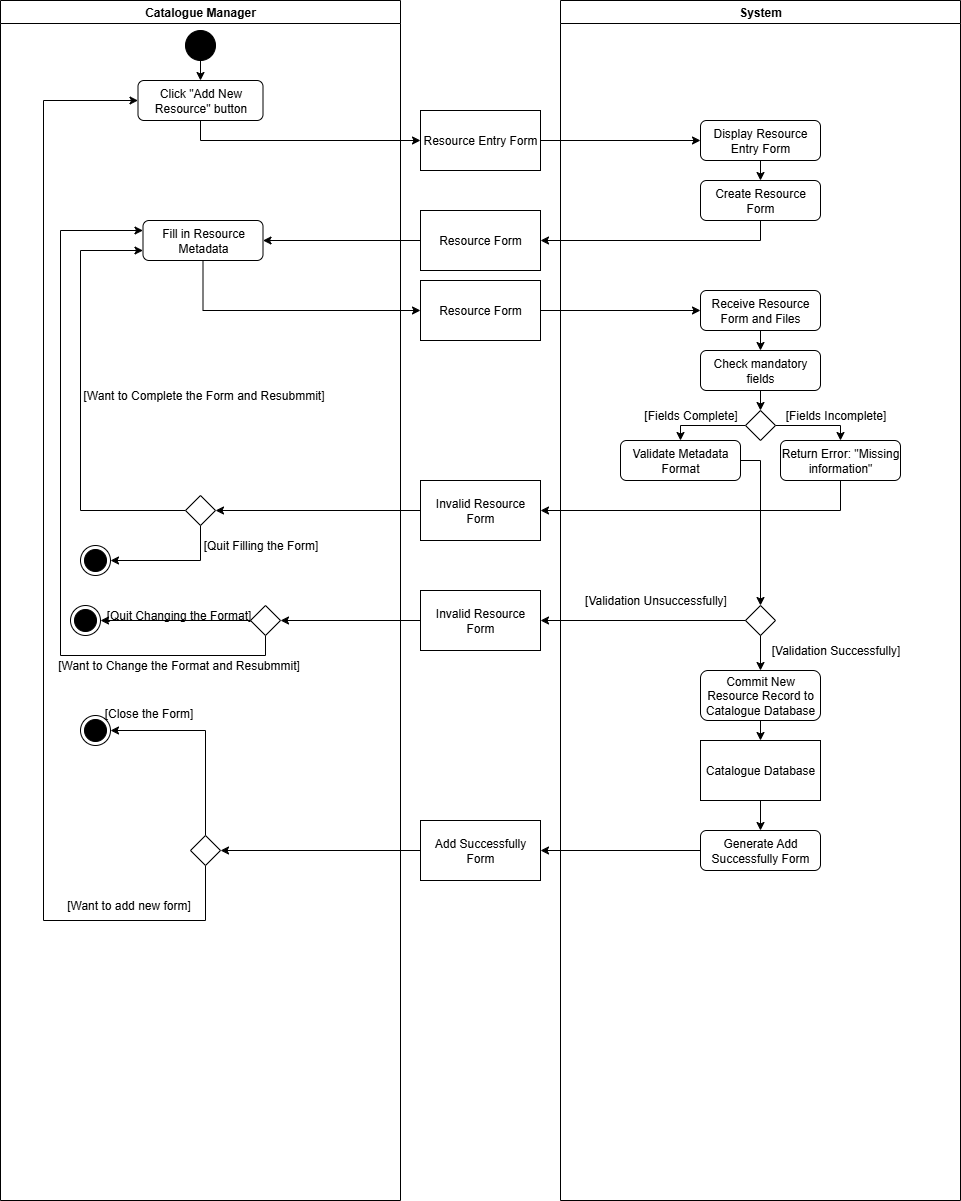 Catalogue Manager
System
Click "Add New
Resource" button
Resource Entry Form
Display Resource
Entry Form
Create Resource
Form
Fill in Resource
Metadata
Resource Form
Resource Form
Receive Resource
Form and Files
Check mandatory
fields
[Want to Complete the Form and Resubmmit]
[Fields Complete]
[Fields Incomplete]
Validate Metadata
Format
Return Error: "Missing
information"
Invalid Resource
Form
[Quit Filling the Form]
[Quit Changing the Format]
Invalid Resource
Form
[Validation Unsuccessfully]
[Validation Successfully]
[Want to Change the Format and Resubmmit]
Commit New
Resource Record to
Catalogue Database
[Close the Form]
Catalogue Database
Add Successfully
Form
Generate Add
Successfully Form
[Want to add new form]